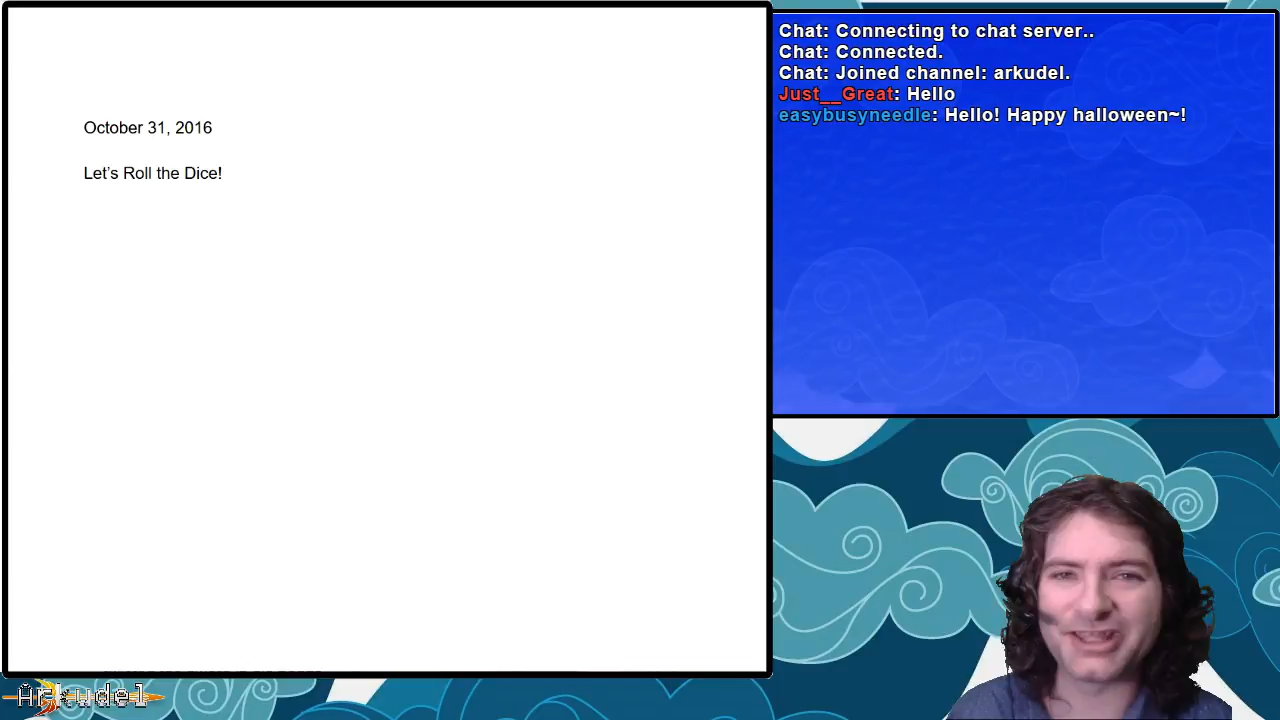 October 31, 2016
Let's Roll the Dice!
Chat: Connecting to chat server..
Chat: Connected.
Chat: Joined channel: arkudel.
Just__Great: Hello
easybusyneedle: Hello! Happy halloween~!
Arkudel